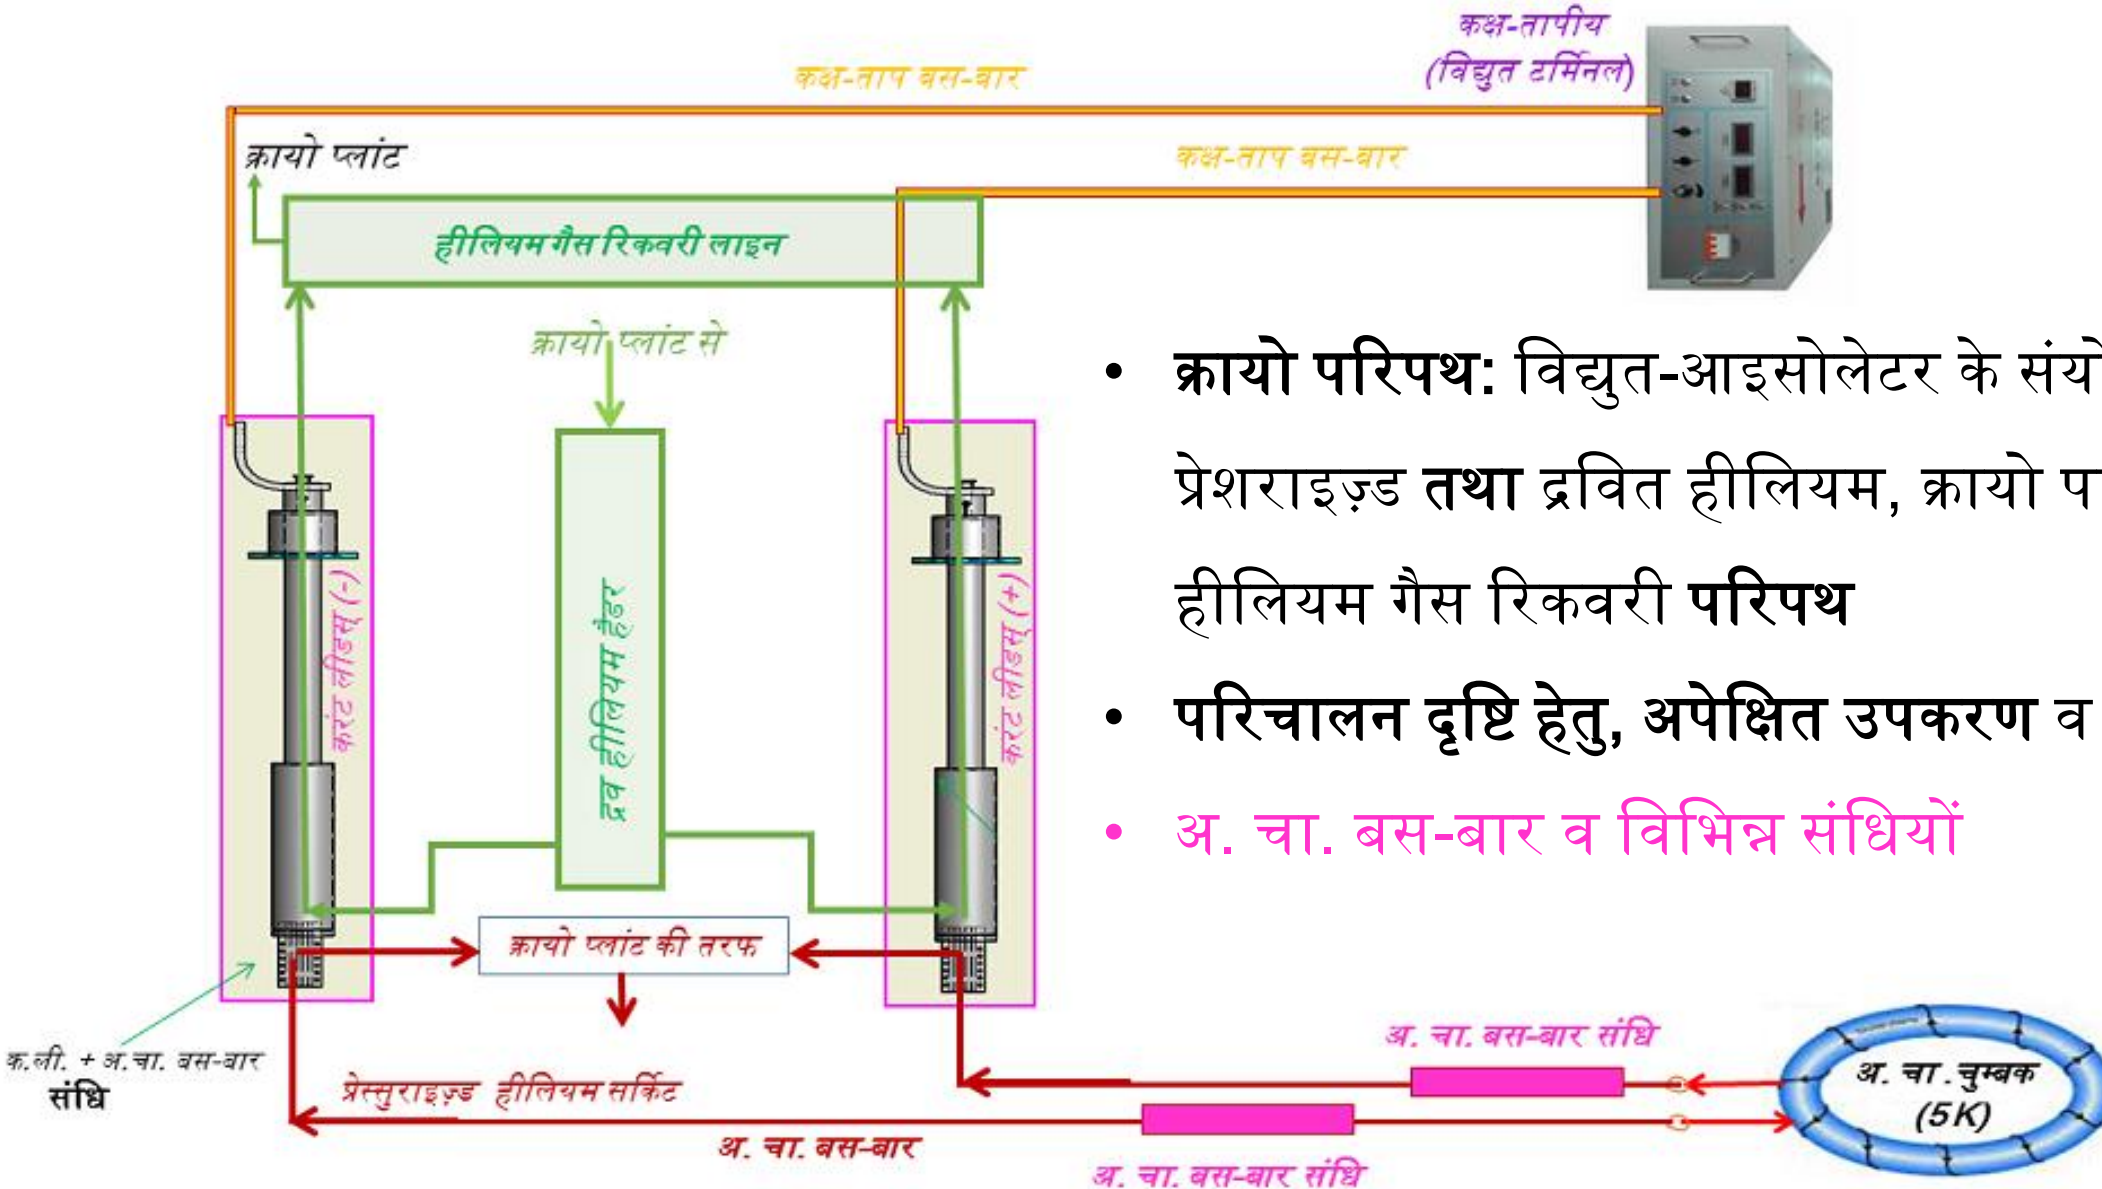 कक्ष-तापीय
(विद्युत टर्मिनल)
कक्ष-ताप बस-बार
कक्ष-ताप बस-बार
क्रायो प्लांट
हीलियम गैस रिकवरी लाइन
क्रायो प्लांट से
करंट लीडस् (-)
द्रव हीलियम हैडर
करंट लीडस् (+)
• क्रायो परिपथ: विद्युत-आइसोलेटर के
प्रेशराइज़्ड तथा द्रवित हीलियम, क्रायो
हीलियम गैस रिकवरी परिपथ
• परिचालन दृष्टि हेतु, अपेक्षित उपकरण व
• अ. चा. बस-बार व विभिन्न संधियों
क्रायो प्लांट की तरफ
क.ली. + अ.चा. बस-बार
संधि
प्रेस्सुराइज़्ड हीलियम सर्किट
अ. चा. बस-बार
अ. चा. बस-बार संधि
अ. चा. बस-बार संधि
अ. चा. चुम्बक
(5K)